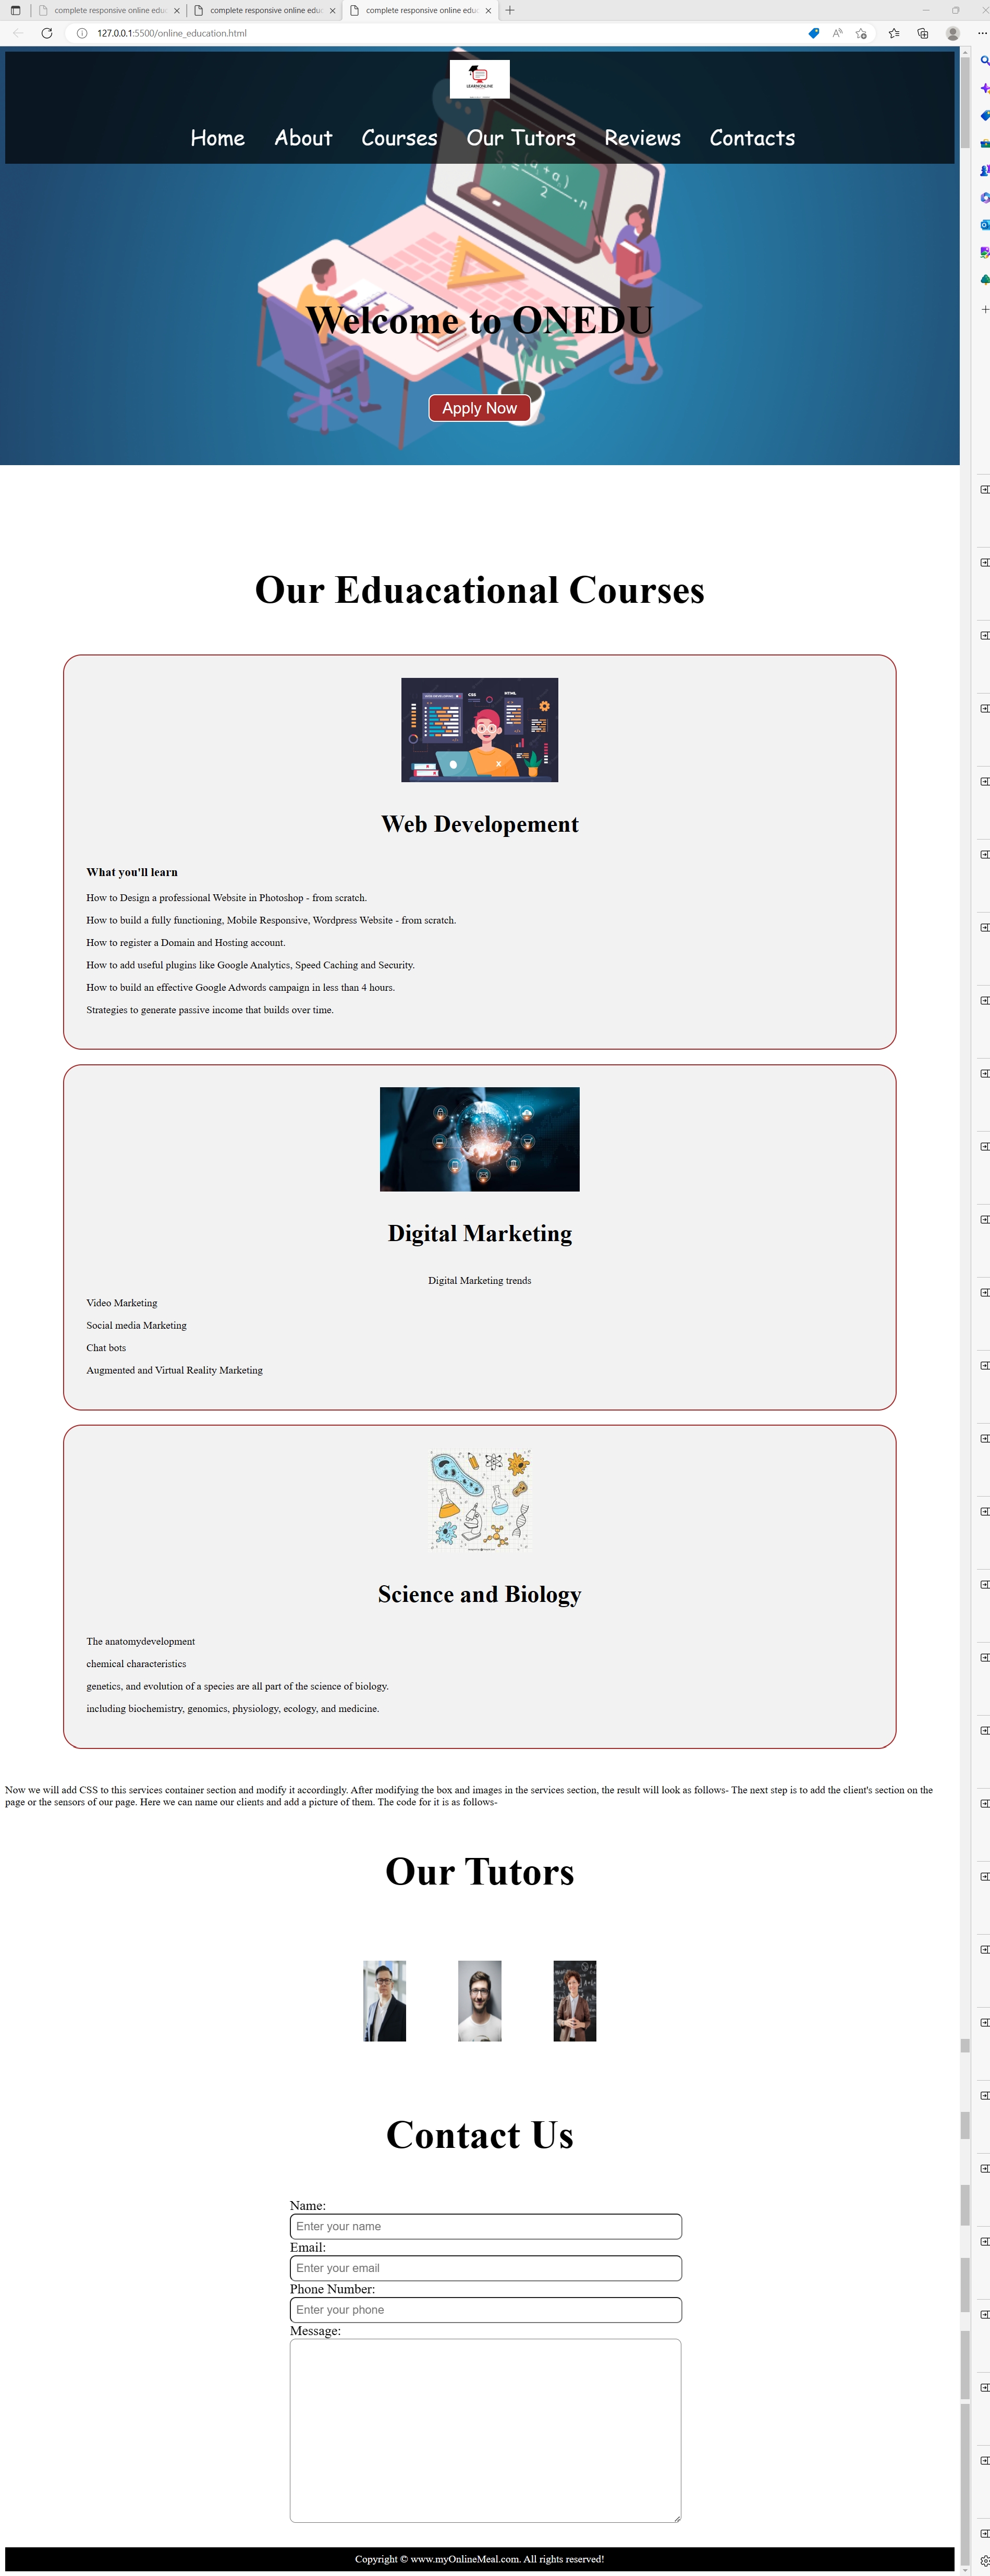 complete responsive online educ
complete responsive online educ
complete responsive online educ
127.0.0.1:5500/online_education.html
LEARNONLINE
Home About Courses Our Tutors Reviews Contacts
Welcome to ONEDU
Apply Now
Our Eduacational Courses
CSS
HTML
Web Developement
What you'll learn
How to Design a professional Website in Photoshop - from scratch.
How to build a fully functioning, Mobile Responsive, Wordpress Website - from scratch.
How to register a Domain and Hosting account.
How to add useful plugins like Google Analytics, Speed Caching and Security.
How to build an effective Google Adwords campaign in less than 4 hours.
Strategies to generate passive income that builds over time.
Digital Marketing
Digital Marketing trends
Video Marketing
Social media Marketing
Chat bots
Augmented and Virtual Reality Marketing
Science and Biology
The anatomydevelopment
chemical characteristics
genetics, and evolution of a species are all part of the science of biology.
including biochemistry, genomics, physiology, ecology, and medicine.
Now we will add CSS to this services container section and modify it accordingly. After modifying the box and images in the services section, the result will look as follows- The next step is to add the client's section on the
page or the sensors of our page. Here we can name our clients and add a picture of them. The code for it is as follows-
Our Tutors
Contact Us
Name:
Enter your name
Email:
Enter your email
Phone Number:
Enter your phone
Message:
Copyright © www.myOnlineMeal.com. All rights reserved!